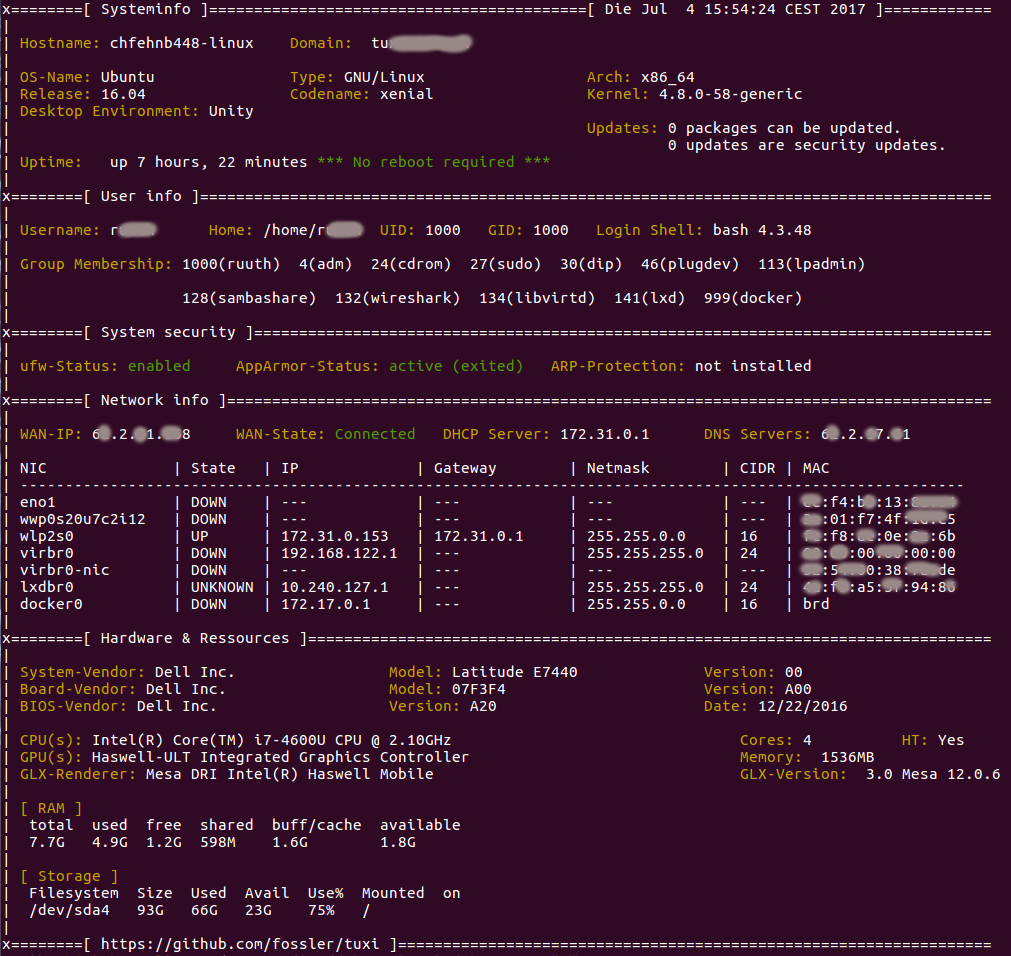 x========[ Systeminfo ]==========================================[ Die Jul  4 15:54:24 CEST 2017 ]============
|
| Hostname: chfehnb448-linux    Domain:  tu
|
| OS-Name: Ubuntu               Type: GNU/Linux                  Arch: x86_64
| Release: 16.04                Codename: xenial                 Kernel: 4.8.0-58-generic
| Desktop Environment: Unity
|                                                                Updates: 0 packages can be updated.
|                                                                         0 updates are security updates.
| Uptime:   up 7 hours, 22 minutes *** No reboot required ***
|
x========[ User info ]========================================================================================
|
| Username: r      Home: /home/r      UID: 1000   GID: 1000   Login Shell: bash 4.3.48
|
| Group Membership: 1000(ruuth)  4(adm)  24(cdrom)  27(sudo)  30(dip)  46(plugdev)  113(lpadmin)
|
|                   128(sambashare)  132(wireshark)  134(libvirtd)  141(lxd)  999(docker)
|
x========[ System security ]==================================================================================
|
| ufw-Status: enabled     AppArmor-Status: active (exited)   ARP-Protection: not installed
|
x========[ Network info ]=====================================================================================
|
| WAN-IP:      WAN-State: Connected   DHCP Server: 172.31.0.1      DNS Servers:
|
| NIC              | State   | IP             | Gateway        | Netmask        | CIDR | MAC
| ---------------------------------------------------------------------------------------------------------
| eno1             | DOWN    | ---            | ---            | ---            | ---  |
| wwp0s20u7c2i12   | DOWN    | ---            | ---            | ---            | ---  |
| wlp2s0           | UP      | 172.31.0.153   | 172.31.0.1     | 255.255.0.0    | 16   |
| virbr0           | DOWN    | 192.168.122.1  | ---            | 255.255.255.0  | 24   |
| virbr0-nic       | DOWN    | ---            | ---            | ---            | ---  |
| lxdbr0           | UNKNOWN | 10.240.127.1   | ---            | 255.255.255.0  | 24   |
| docker0          | DOWN    | 172.17.0.1     | ---            | 255.255.0.0    | 16   | brd
|
x========[ Hardware & Ressources ]============================================================================
|
| System-Vendor: Dell Inc.                 Model: Latitude E7440              Version: 00
| Board-Vendor: Dell Inc.                  Model: 07F3F4                      Version: A00
| BIOS-Vendor: Dell Inc.                   Version: A20                       Date: 12/22/2016
|
| CPU(s): Intel(R) Core(TM) i7-4600U CPU @ 2.10GHz                                Cores: 4          HT: Yes
| GPU(s): Haswell-ULT Integrated Graphics Controller                              Memory:  1536MB
| GLX-Renderer: Mesa DRI Intel(R) Haswell Mobile                                  GLX-Version:  3.0 Mesa 12.0.6
|
| [ RAM ]
|  total  used  free  shared  buff/cache  available
|  7.7G   4.9G  1.2G  598M    1.6G        1.8G
|
| [ Storage ]
|  Filesystem  Size  Used  Avail  Use%  Mounted  on
|  /dev/sda4   93G   66G   23G    75%   /
|
x========[ https://github.com/fossler/tuxi ]==================================================================